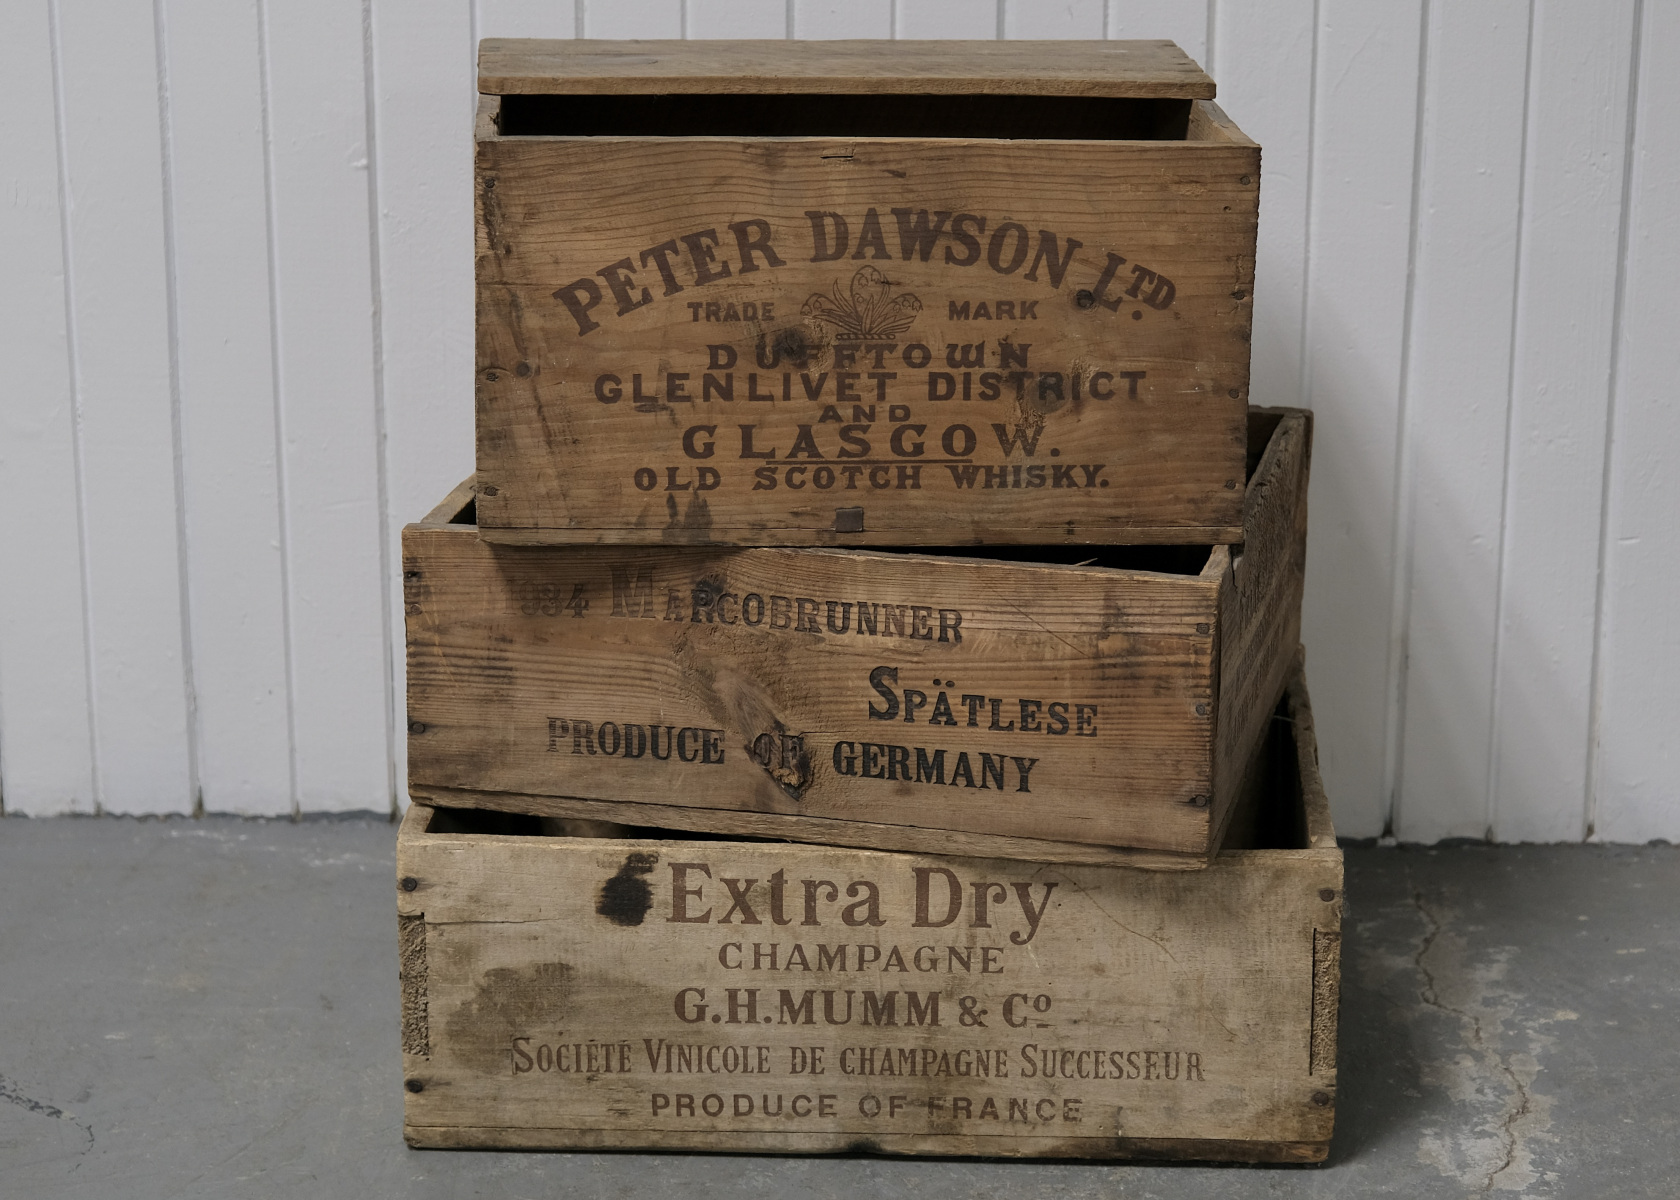 PETER DAWSON LTD.
TRADE MARK
DUFFTOWN
GLENLIVET DISTRICT
AND
GLASGOW.
OLD SCOTCH WHISKY.
1934 MARCOBRUNNER
SPÄTLESE
PRODUCE OF GERMANY
Extra Dry
CHAMPAGNE
G.H.MUMM & Cº
SOCIÉTÉ VINICOLE DE CHAMPAGNE SUCCESSEUR
PRODUCE OF FRANCE